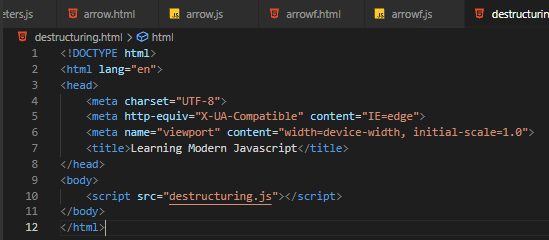 eters.js arrow.html JS arrow.js arrowf.html JS arrowf.js destructuring
destructuring.html > html
1 <!DOCTYPE html>
2 <html lang="en">
3 <head>
4 <meta charset="UTF-8">
5 <meta http-equiv="X-UA-Compatible" content="IE=edge">
6 <meta name="viewport" content="width=device-width, initial-scale=1.0">
7 <title>Learning Modern Javascript</title>
8 </head>
9 <body>
10 <script src="destructuring.js"></script>
11 </body>
12 </html>